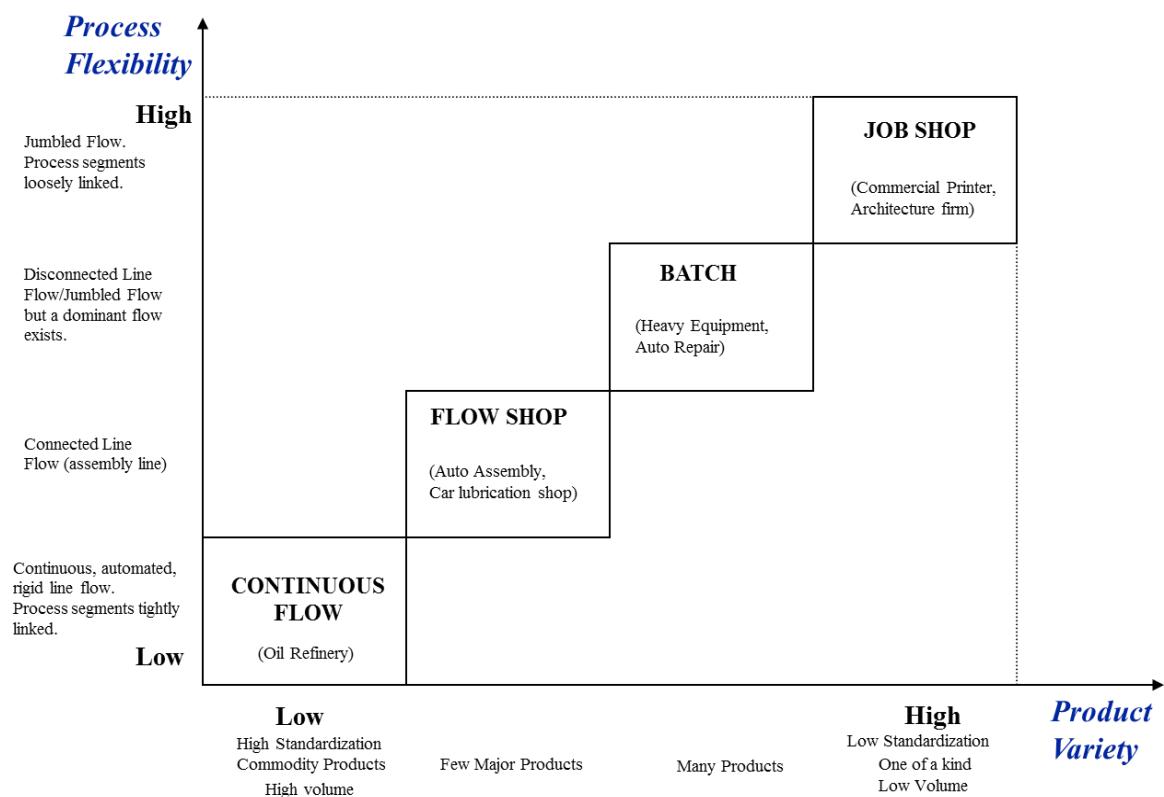 Process
Flexibility
High
Jumbled Flow.
Process segments
loosely linked.
JOB SHOP
(Commercial Printer,
Architecture firm)
Disconnected Line
Flow/Jumbled Flow
but a dominant flow
exists.
BATCH
(Heavy Equipment,
Auto Repair)
Connected Line
Flow (assembly line)
FLOW SHOP
(Auto Assembly,
Car lubrication shop)
Continuous, automated,
rigid line flow.
Process segments tightly
linked.
Low
CONTINUOUS
FLOW
(Oil Refinery)
Low
High Standardization
Commodity Products
High volume
Few Major Products
Many Products
High
Low Standardization
One of a kind
Low Volume
Product
Variety